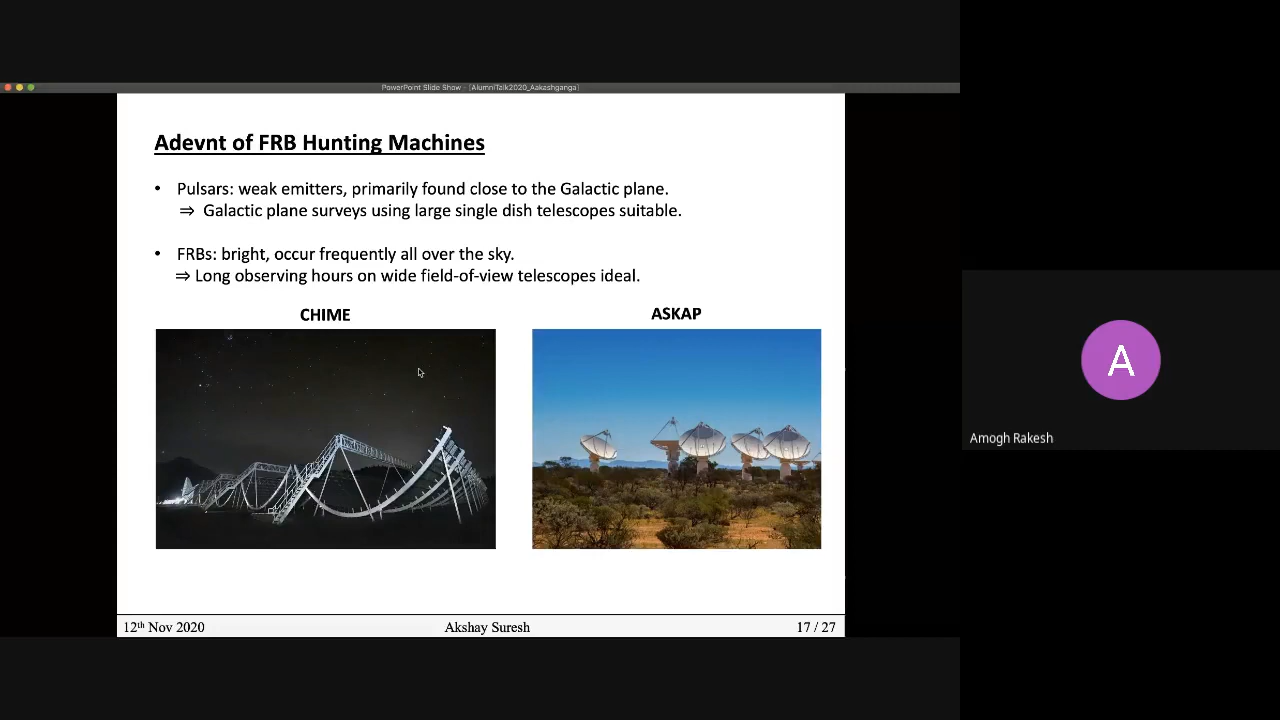 PowerPoint Slide Show - [AlumniTalk2020_Aakashganga]
Adevnt of FRB Hunting Machines
• Pulsars: weak emitters, primarily found close to the Galactic plane.
⇒ Galactic plane surveys using large single dish telescopes suitable.
• FRBs: bright, occur frequently all over the sky.
⇒ Long observing hours on wide field-of-view telescopes ideal.
CHIME
ASKAP
12th Nov 2020
Akshay Suresh
17 / 27
A
Amogh Rakesh